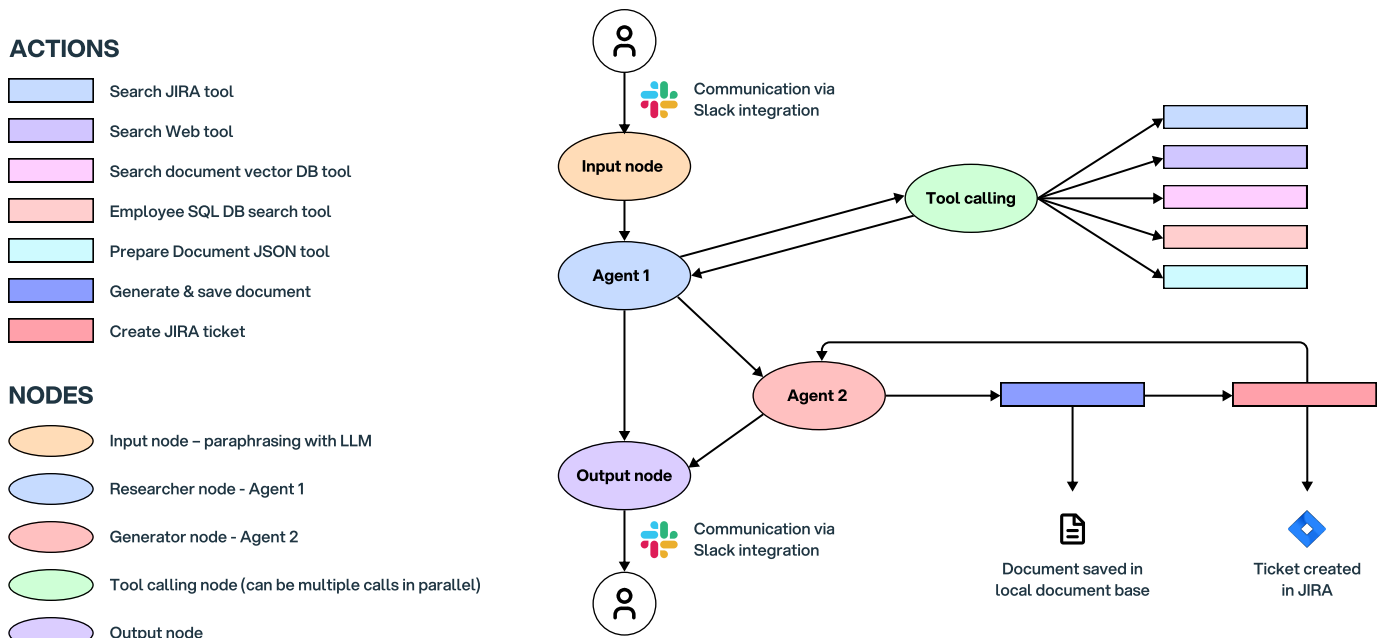 ACTIONS
Search JIRA tool
Search Web tool
Search document vector DB tool
Employee SQL DB search tool
Prepare Document JSON tool
Generate & save document
Create JIRA ticket
NODES
Input node – paraphrasing with LLM
Researcher node - Agent 1
Generator node - Agent 2
Tool calling node (can be multiple calls in parallel)
Output node
Communication via
Slack integration
Input node
Tool calling
Agent 1
Agent 2
Output node
Communication via
Slack integration
Document saved in
local document base
Ticket created
in JIRA